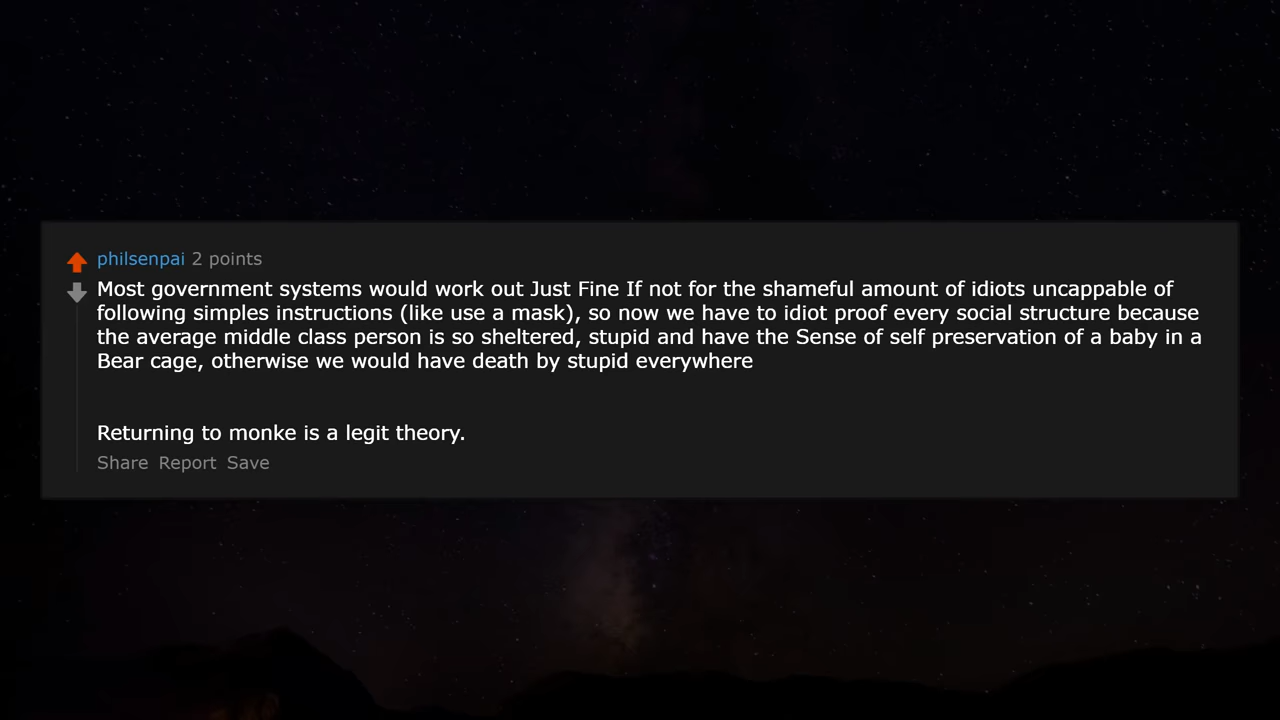 philsenpai 2 points
Most government systems would work out Just Fine If not for the shameful amount of idiots uncappable of
following simples instructions (like use a mask), so now we have to idiot proof every social structure because
the average middle class person is so sheltered, stupid and have the Sense of self preservation of a baby in a
Bear cage, otherwise we would have death by stupid everywhere
Returning to monke is a legit theory.
Share Report Save